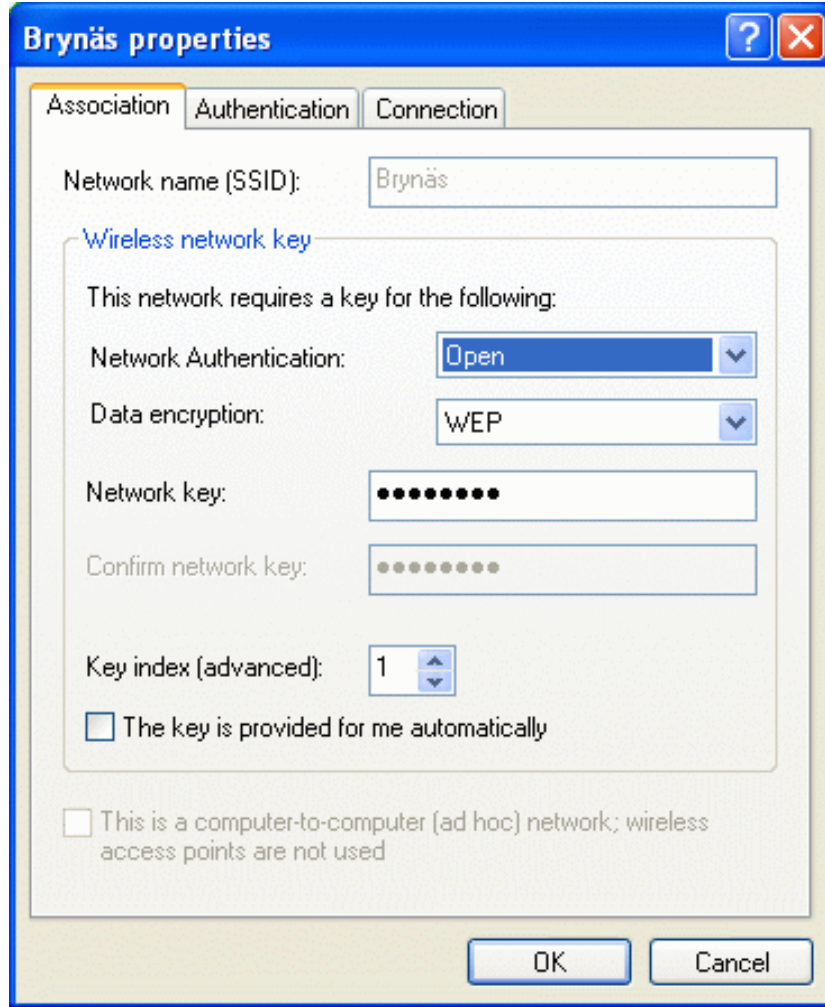 Brynäs properties
Association Authentication Connection
Network name (SSID): Brynäs
Wireless network key
This network requires a key for the following:
Network Authentication: Open
Data encryption: WEP
Network key: ••••••••
Confirm network key: ••••••••
Key index (advanced): 1
The key is provided for me automatically
This is a computer-to-computer (ad hoc) network; wireless
access points are not used
OK Cancel